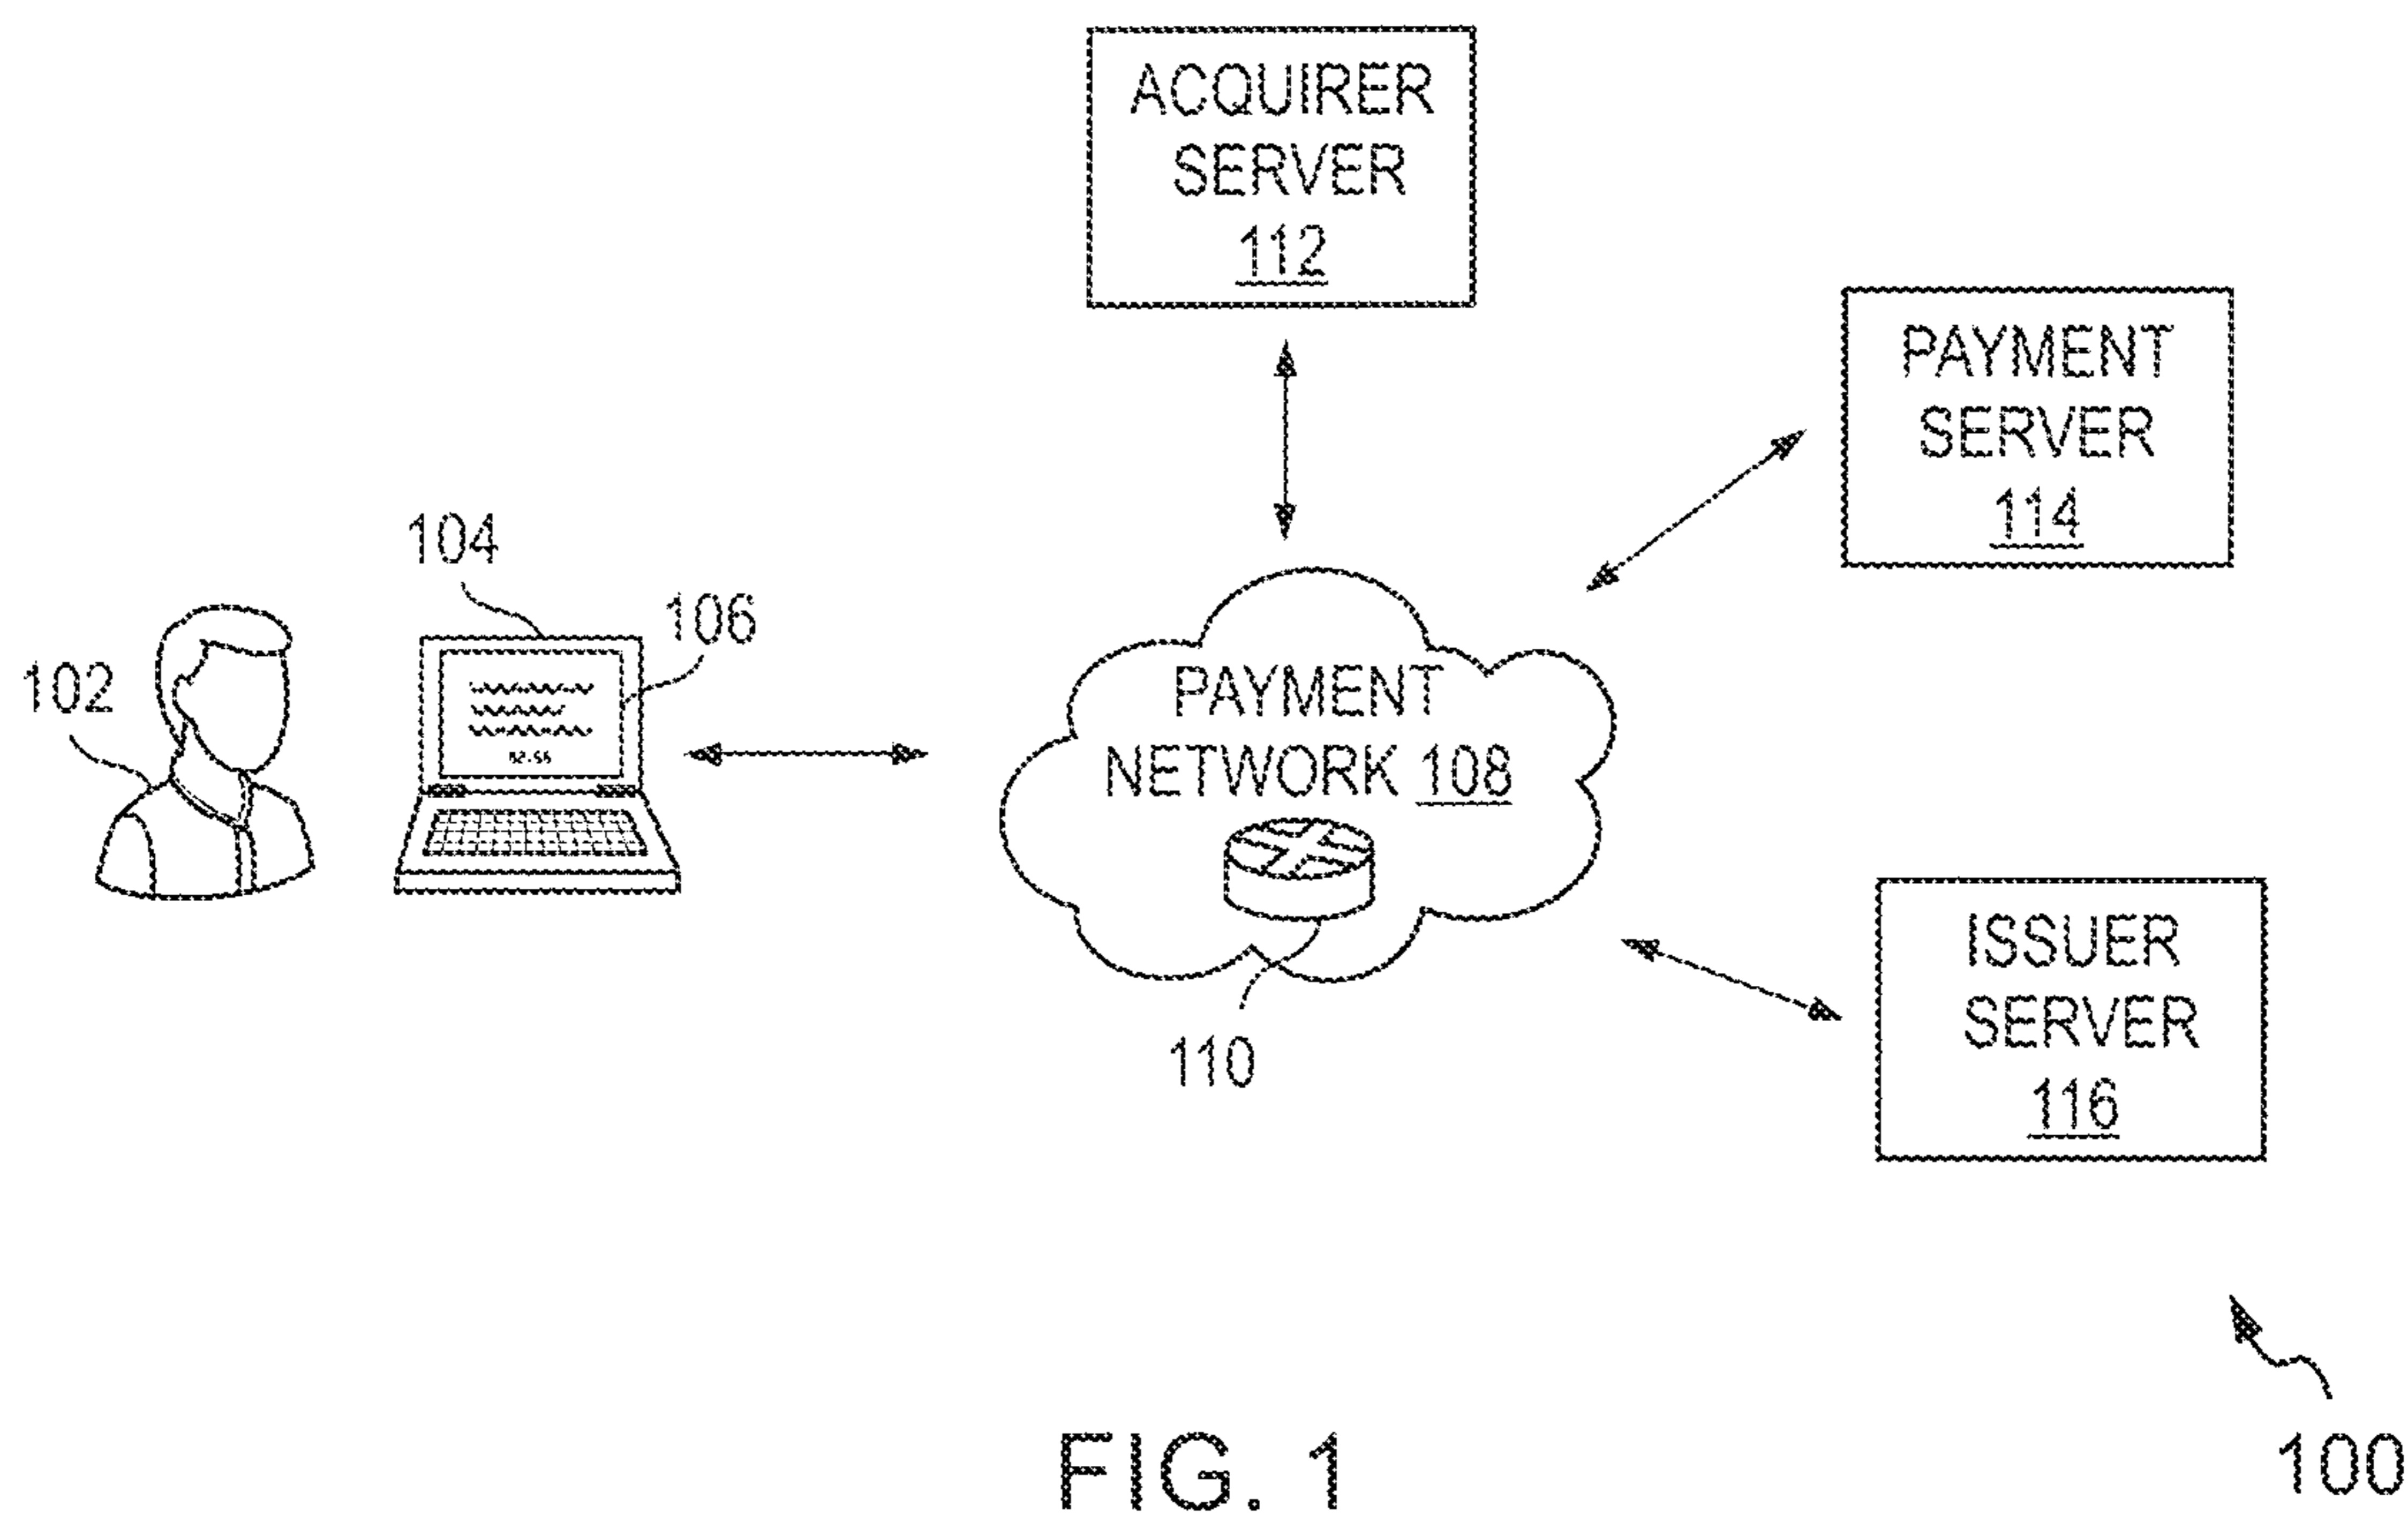 ACQUIRER
SERVER
112
PAYMENT
SERVER
114
104
106
102
PAYMENT
NETWORK 108
110
ISSUER
SERVER
116
100
FIG. 1